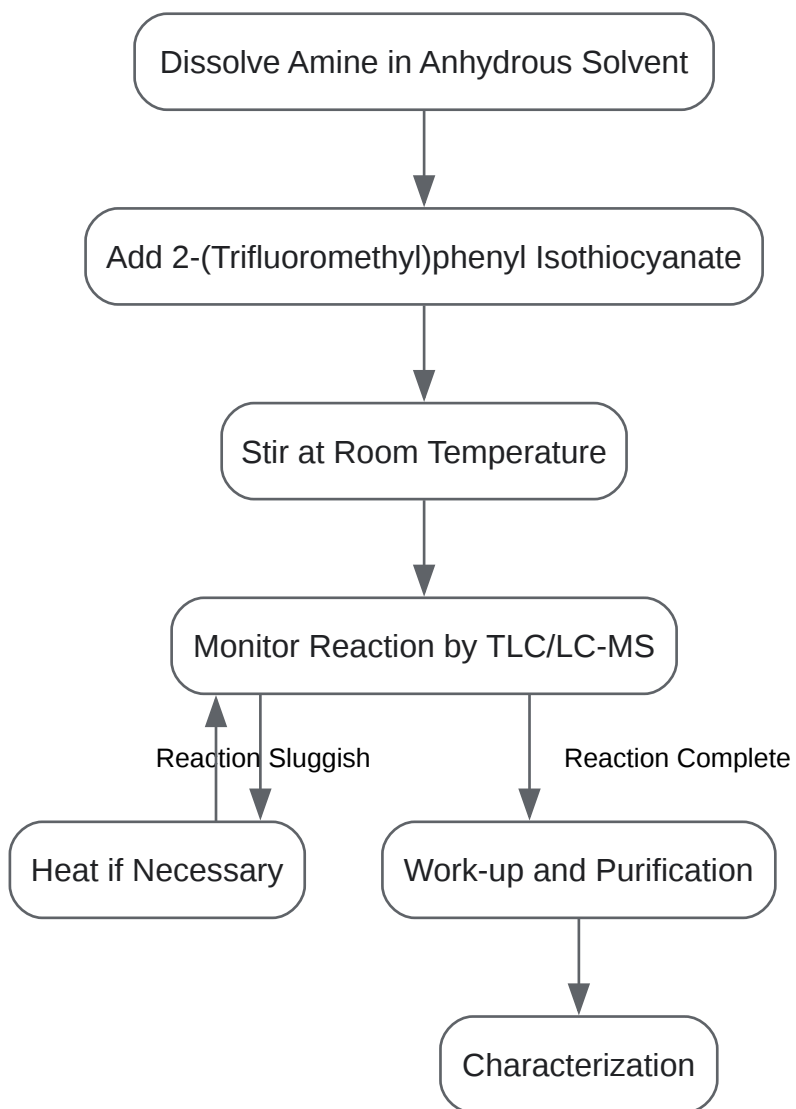 Dissolve Amine in Anhydrous Solvent
Add 2-(Trifluoromethyl)phenyl Isothiocyanate
Stir at Room Temperature
Monitor Reaction by TLC/LC-MS
Reaction Sluggish
Reaction Complete
Heat if Necessary
Work-up and Purification
Characterization